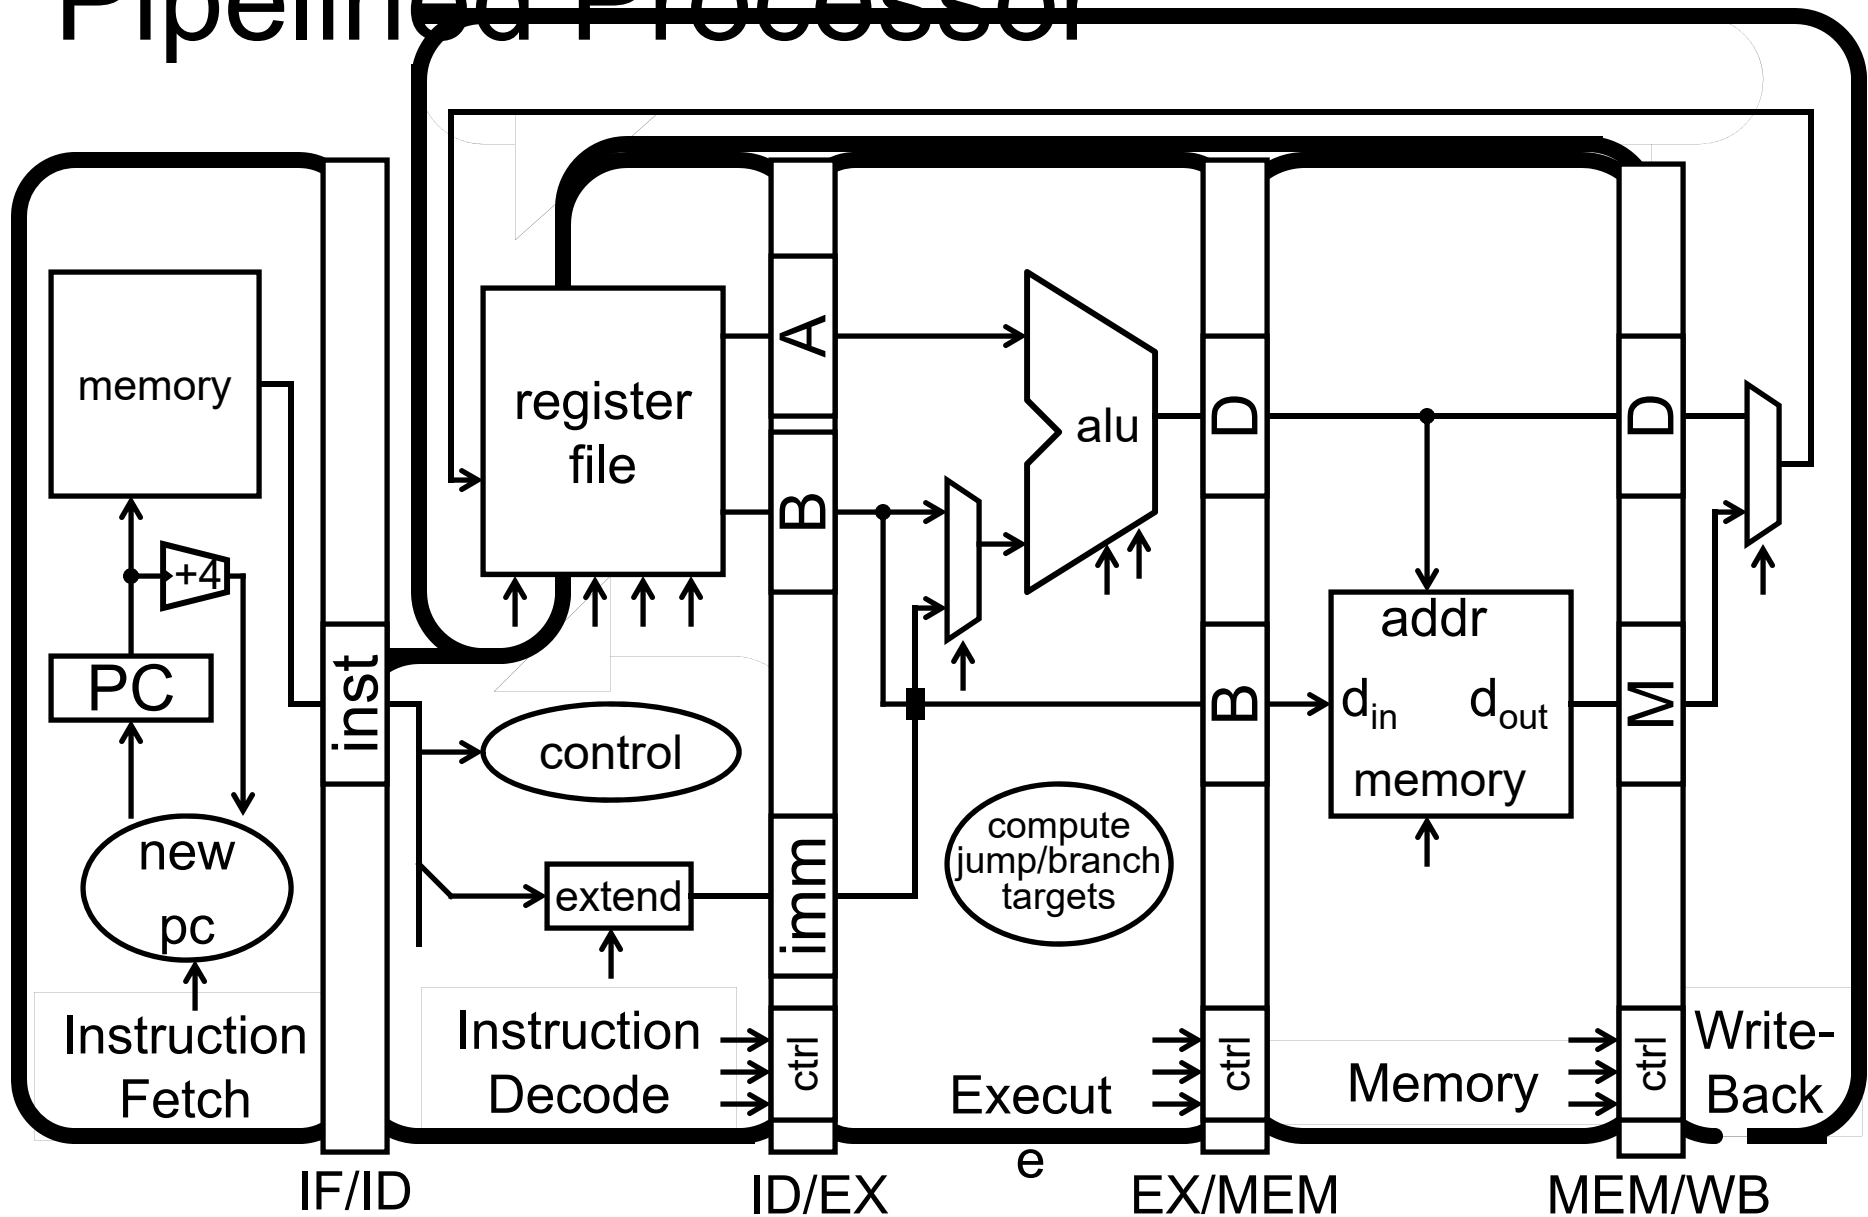 Pipelined Processor
memory
+4
PC
new
pc
Instruction
Fetch
inst
IF/ID
register
file
control
extend
Instruction
Decode
A
B
imm
ctrl
ID/EX
alu
compute
jump/branch
targets
Execut
e
D
B
ctrl
EX/MEM
addr
din dout
memory
Memory
D
M
ctrl
MEM/WB
Write-
Back